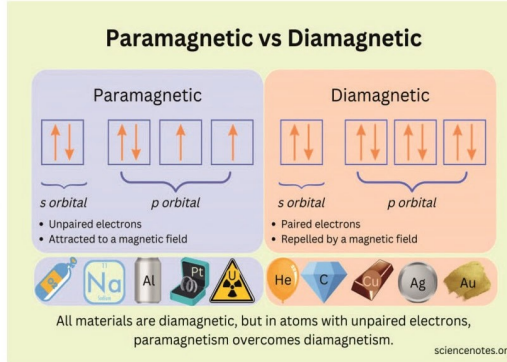 Paramagnetic vs Diamagnetic
Paramagnetic
s orbital
p orbital
• Unpaired electrons
• Attracted to a magnetic field
Diamagnetic
s orbital
p orbital
• Paired electrons
• Repelled by a magnetic field
Na
Al
Pt
U
He
C
Cu
Ag
Au
All materials are diamagnetic, but in atoms with unpaired electrons,
paramagnetism overcomes diamagnetism.
sciencenotes.or